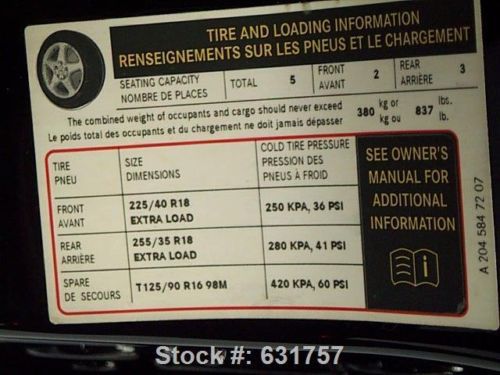 TIRE AND LOADING INFORMATION
RENSEIGNEMENTS SUR LES PNEUS ET LE CHARGEMENT
SEATING CAPACITY
NOMBRE DE PLACES
TOTAL 5
FRONT
AVANT
2
REAR
ARRIÈRE
3
The combined weight of occupants and cargo should never exceed
Le poids total des occupants et du chargement ne doit jamais dépasser
380 kg or
kg ou
837 lbs.
lb.
TIRE
PNEU
SIZE
DIMENSIONS
COLD TIRE PRESSURE
PRESSION DES
PNEUS À FROID
FRONT
AVANT
225/40 R18
EXTRA LOAD
250 KPA, 36 PSI
REAR
ARRIÈRE
255/35 R18
EXTRA LOAD
280 KPA, 41 PSI
SPARE
DE SECOURS
T125/90 R16 98M
420 KPA, 60 PSI
SEE OWNER'S
MANUAL FOR
ADDITIONAL
INFORMATION
A 204 584 72 07
Stock #: 631757